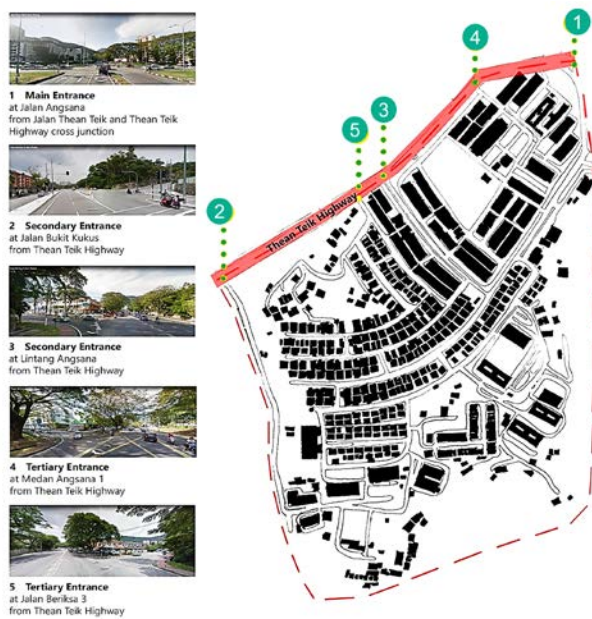 1 Main Entrance
at Jalan Angsana
from Jalan Thean Teik and Thean Teik
Highway cross junction
2 Secondary Entrance
at Jalan Bukit Kukus
from Thean Teik Highway
3 Secondary Entrance
at Lintang Angsana
from Thean Teik Highway
4 Tertiary Entrance
at Medan Angsana 1
from Thean Teik Highway
5 Tertiary Entrance
at Jalan Beriksa 3
from Thean Teik Highway
1
4
3
5
2
Thean Teik Highway